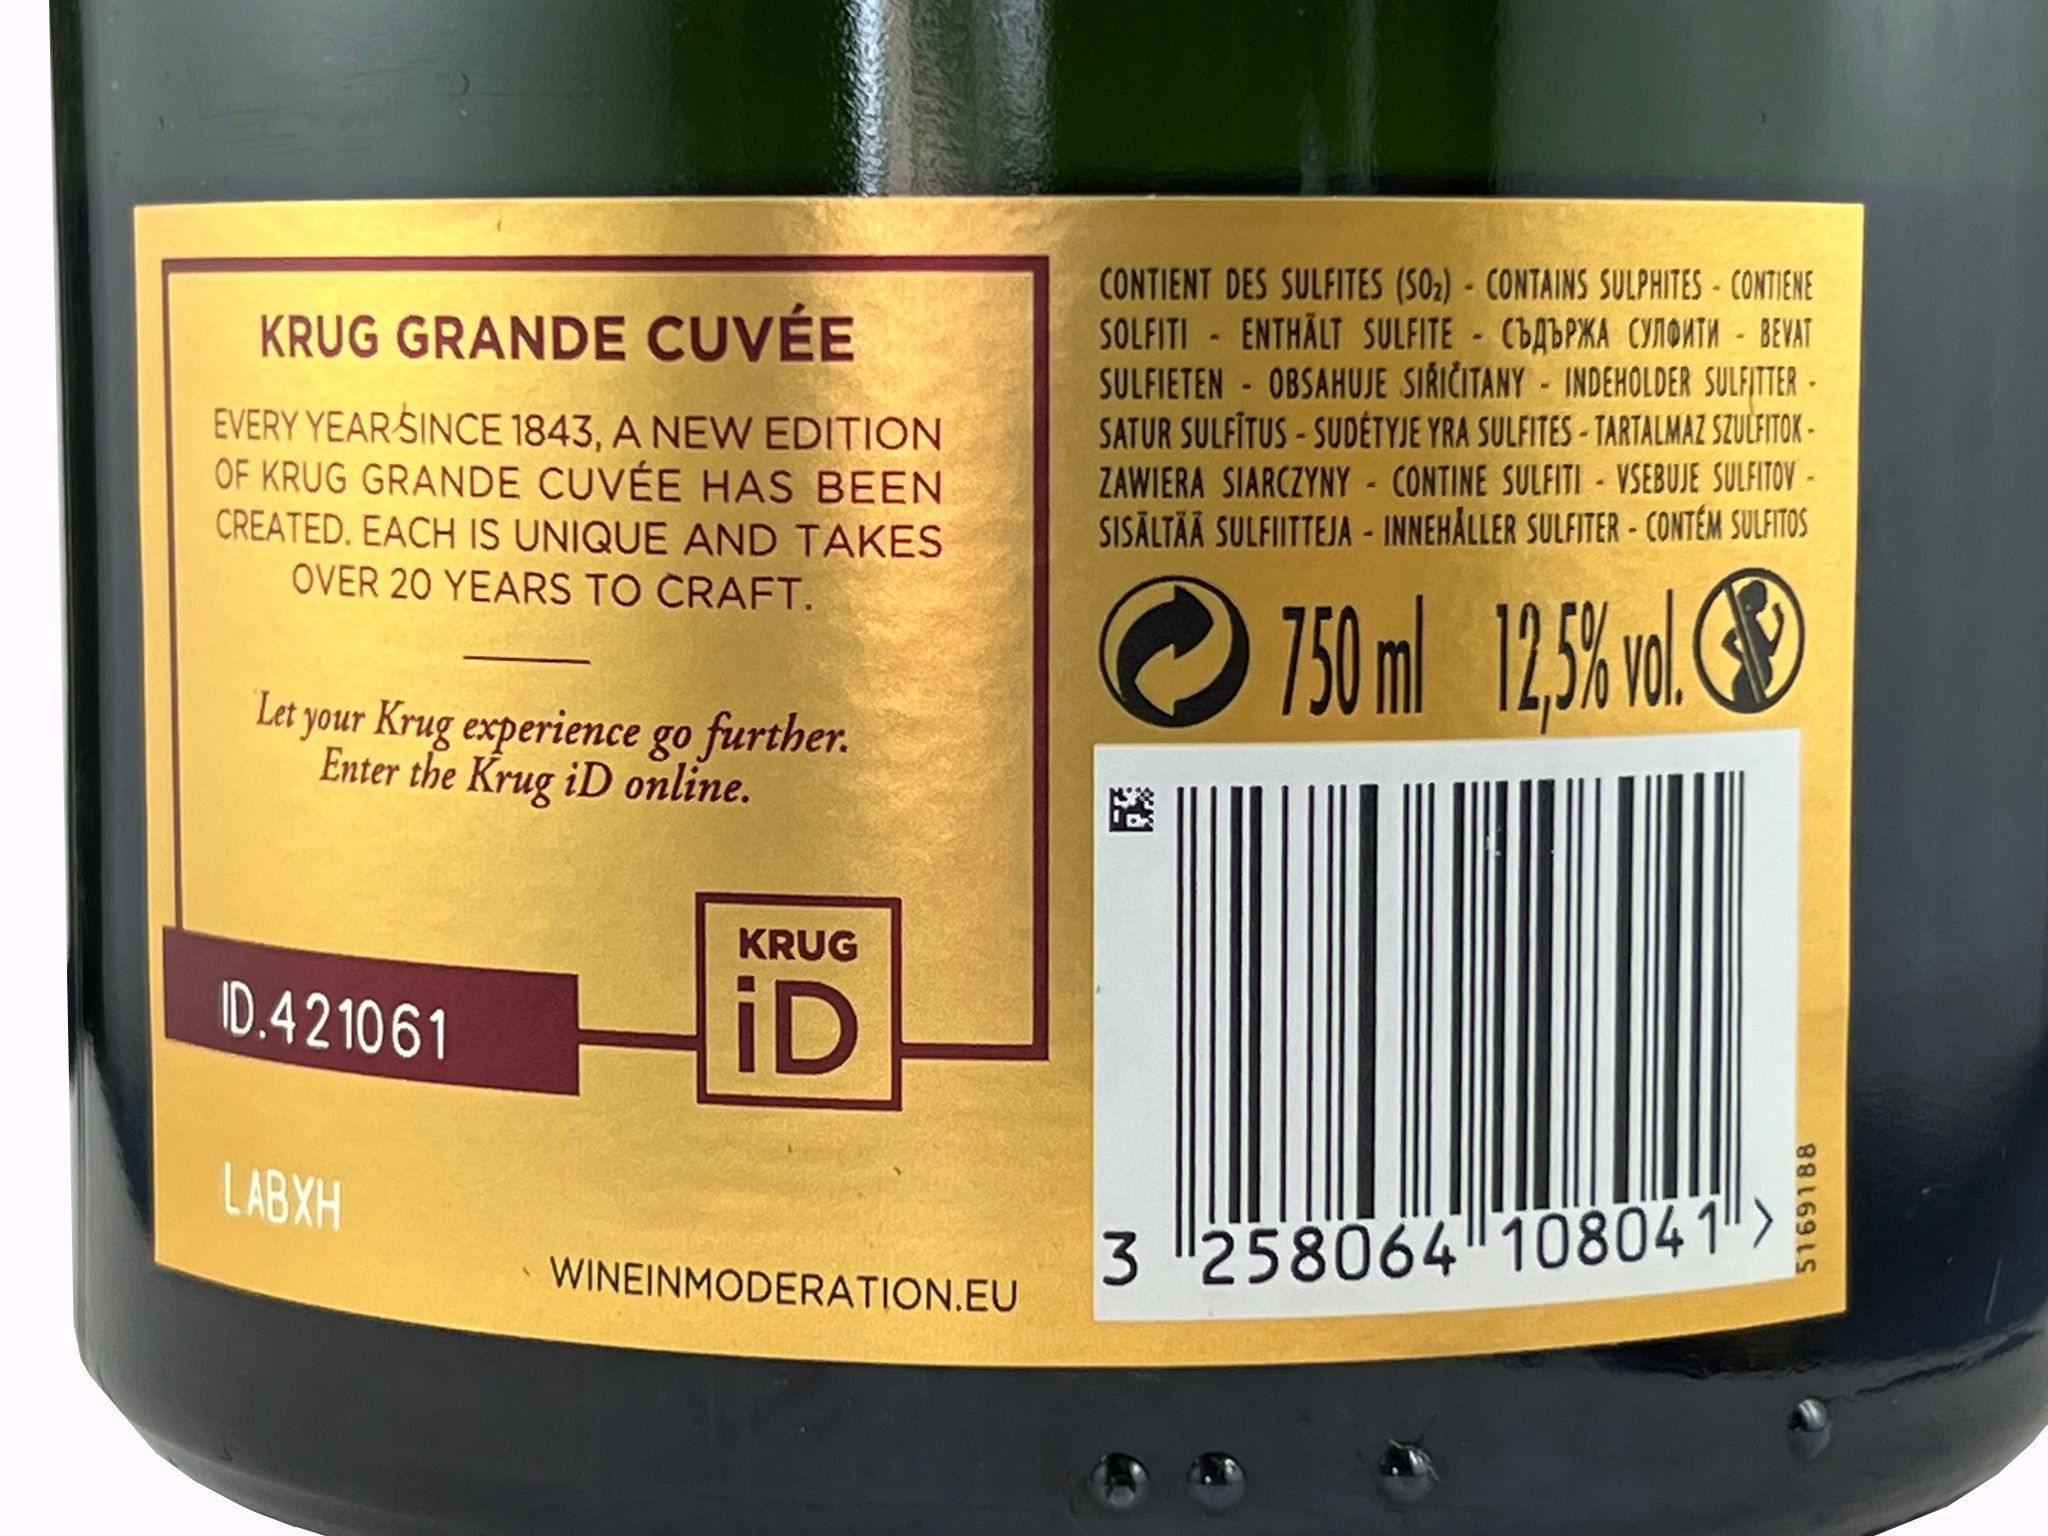 KRUG GRANDE CUVÉE
EVERY YEAR SINCE 1843, A NEW EDITION
OF KRUG GRANDE CUVÉE HAS BEEN
CREATED. EACH IS UNIQUE AND TAKES
OVER 20 YEARS TO CRAFT.
Let your Krug experience go further.
Enter the Krug iD online.
KRUG
iD
ID.421061
LABXH
WINEINMODERATION.EU
CONTIENT DES SULFITES (SO₂) - CONTAINS SULPHITES - CONTIENE
SOLFITI - ENTHÄLT SULFITE - СЪДЪРЖА СУЛФИТИ - BEVAT
SULFIETEN - OBSAHUJE SIŘIČITANY - INDEHOLDER SULFITTER -
SATUR SULFĪTUS - SUDĖTYJE YRA SULFITES - TARTALMAZ SZULFITOK -
ZAWIERA SIARCZYNY - CONTINE SULFITI - VSEBUJE SULFITOV -
SISÄLTÄÄ SULFIITTEJA - INNEHÅLLER SULFITER - CONTÉM SULFITOS
750 ml 12,5% vol.
3 258064 108041 >
5169188